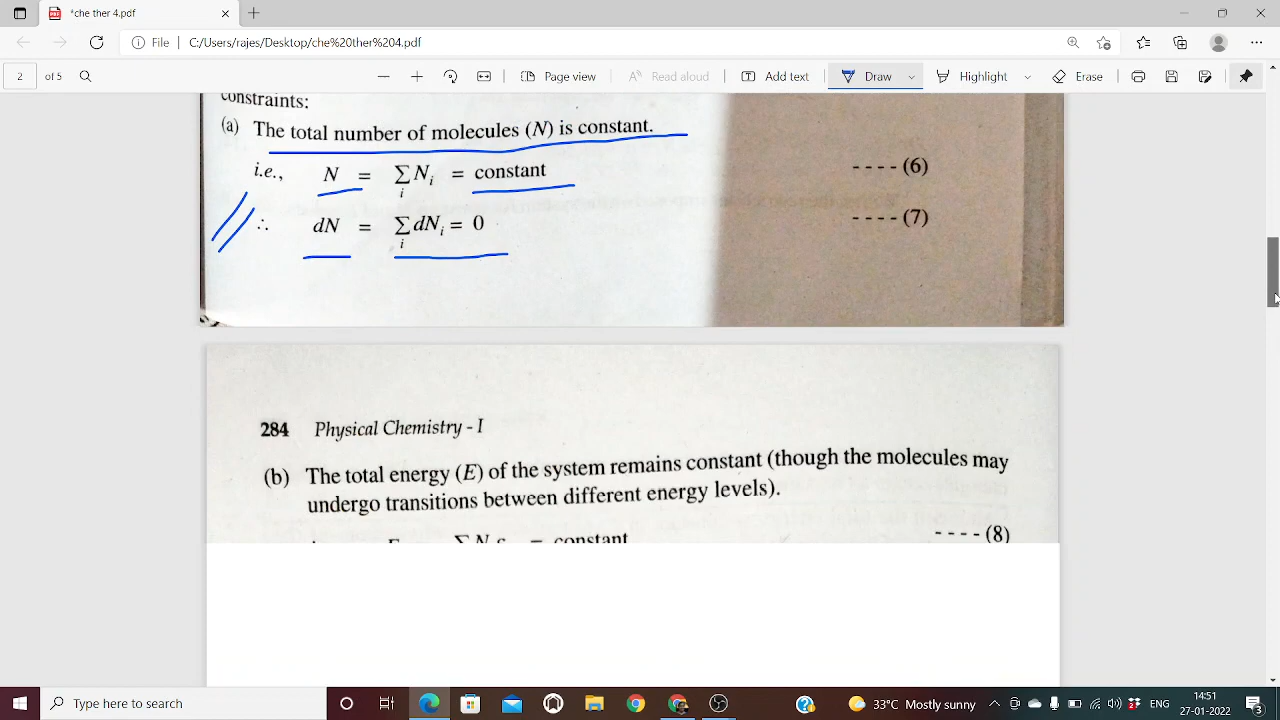 *che ther 4.pdf
File | C:/Users/rajes/Desktop/che%20ther%204.pdf
2 of 5 Page view Read aloud Add text Draw Highlight Erase
constraints:
(a) The total number of molecules (N) is constant.
i.e., N = ∑i Ni = constant ----(6)
∴ dN = ∑i dNi = 0 ----(7)
284 Physical Chemistry - I
(b) The total energy (E) of the system remains constant (though the molecules may
undergo transitions between different energy levels).
= constant ----(8)
Type here to search 33°C Mostly sunny ENG 14:51
27-01-2022